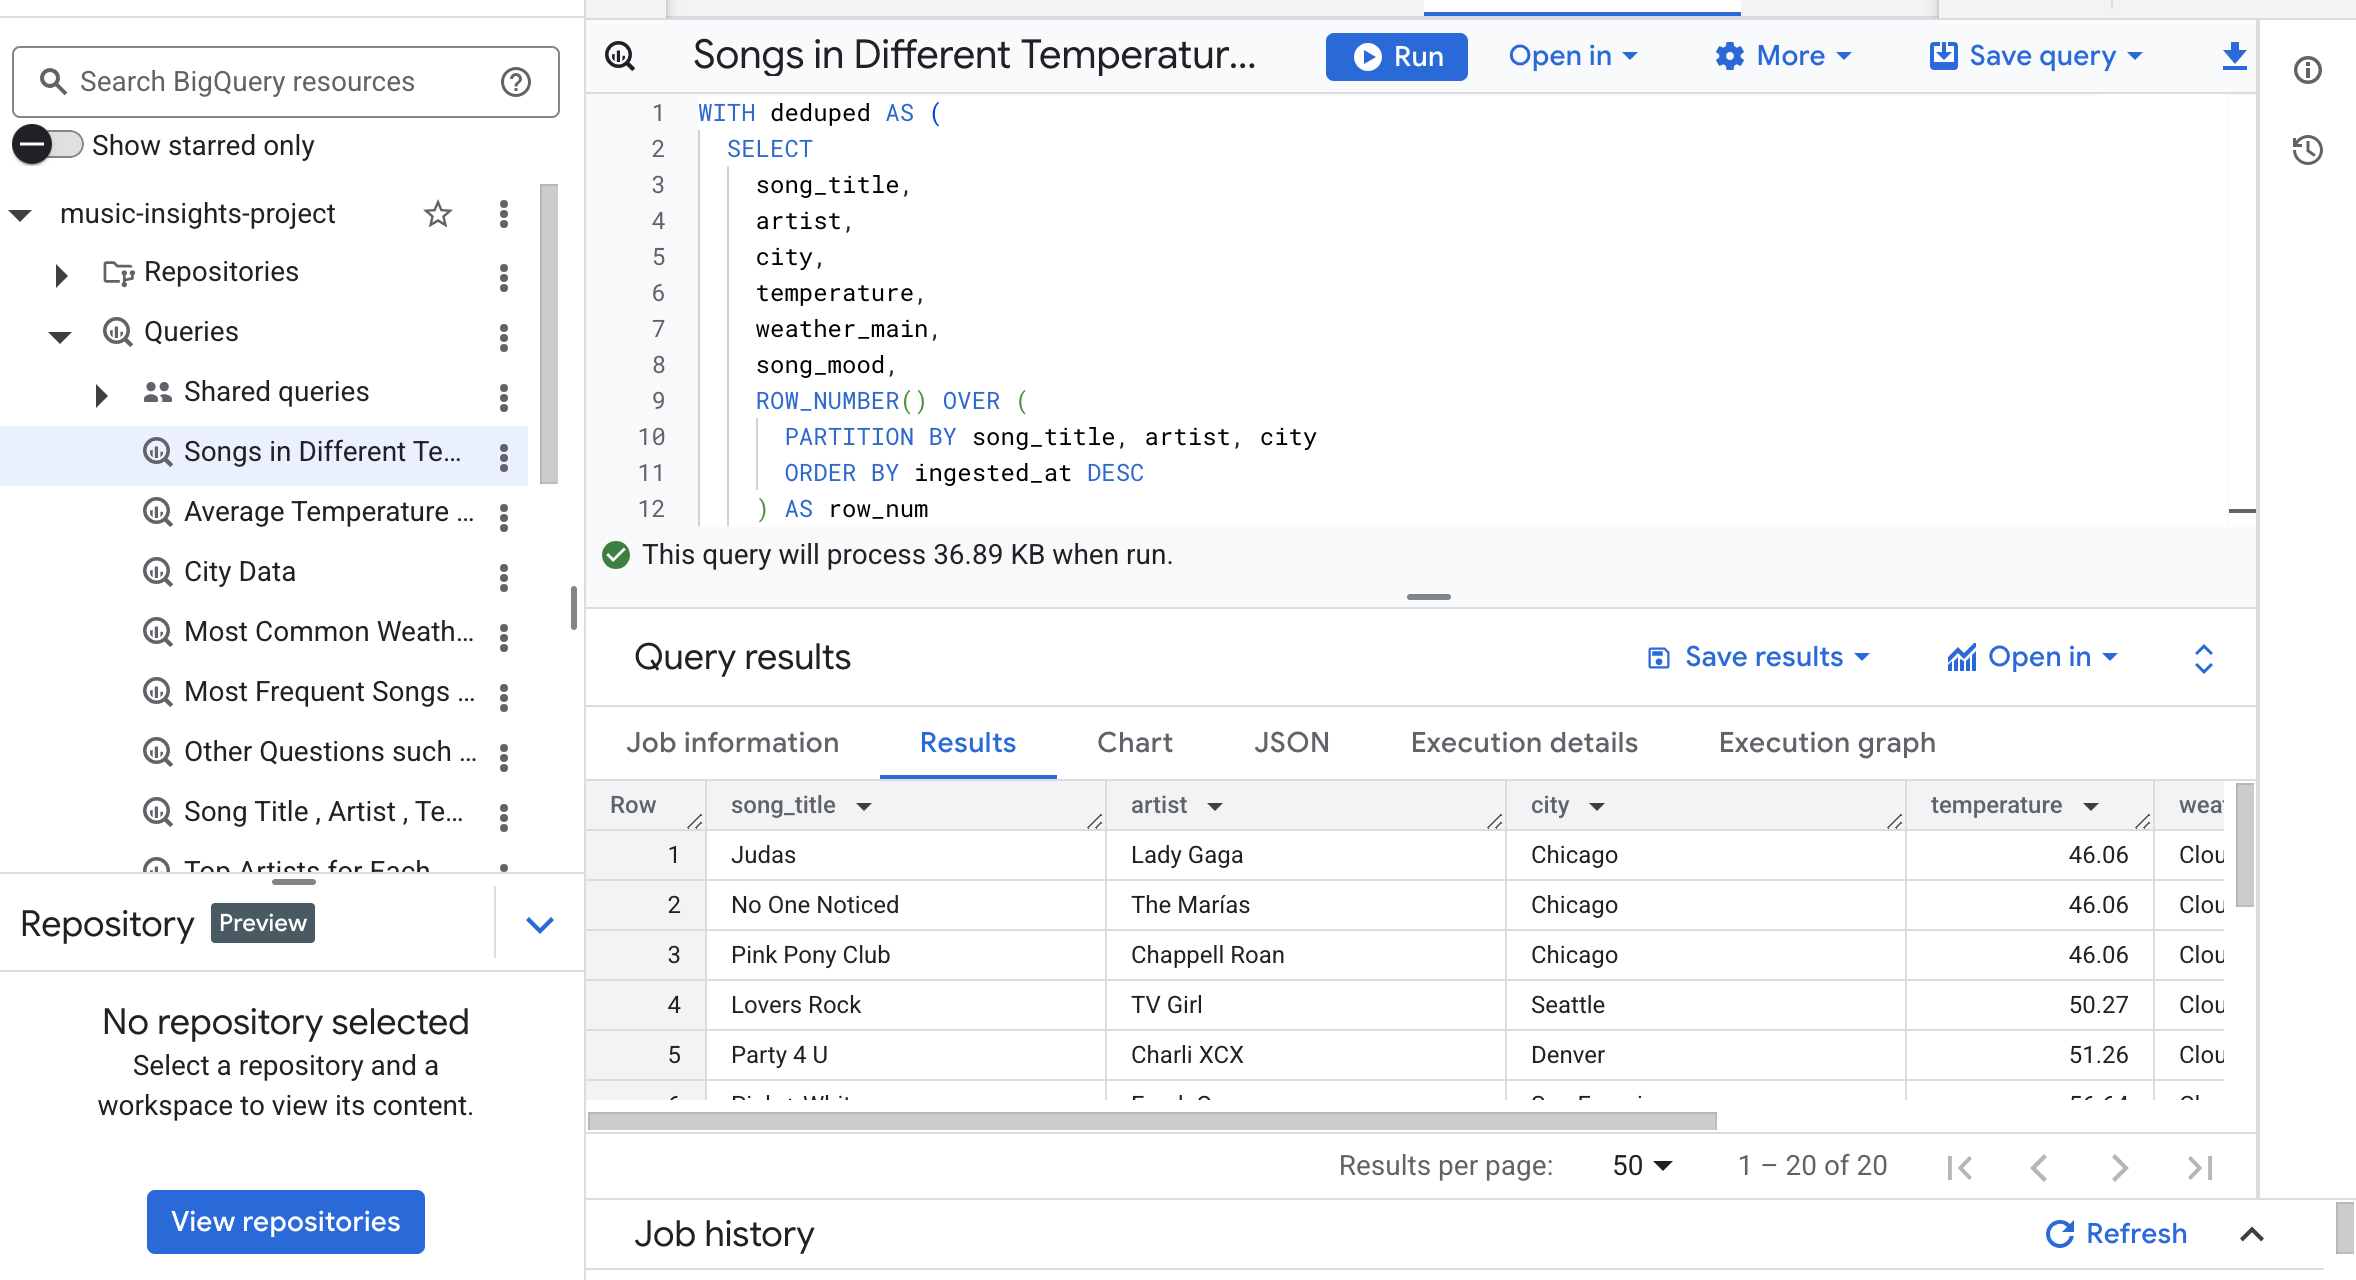 Search BigQuery resources
Show starred only
music-insights-project
Repositories
Queries
Shared queries
Songs in Different Te...
Average Temperature ...
City Data
Most Common Weath...
Most Frequent Songs ...
Other Questions such ...
Song Title , Artist , Te...
Top Artists for Each
Repository Preview
No repository selected
Select a repository and a
workspace to view its content.
View repositories
Songs in Different Temperatur... Run Open in More Save query
1 WITH deduped AS (
2 SELECT
3 song_title,
4 artist,
5 city,
6 temperature,
7 weather_main,
8 song_mood,
9 ROW_NUMBER() OVER (
10 PARTITION BY song_title, artist, city
11 ORDER BY ingested_at DESC
12 ) AS row_num
This query will process 36.89 KB when run.
Query results Save results Open in
Job information Results Chart JSON Execution details Execution graph
Row song_title artist city temperature wea
1 Judas Lady Gaga Chicago 46.06 Clou
2 No One Noticed The Marías Chicago 46.06 Clou
3 Pink Pony Club Chappell Roan Chicago 46.06 Clou
4 Lovers Rock TV Girl Seattle 50.27 Clou
5 Party 4 U Charli XCX Denver 51.26 Clou
Results per page: 50 1 – 20 of 20
Job history Refresh